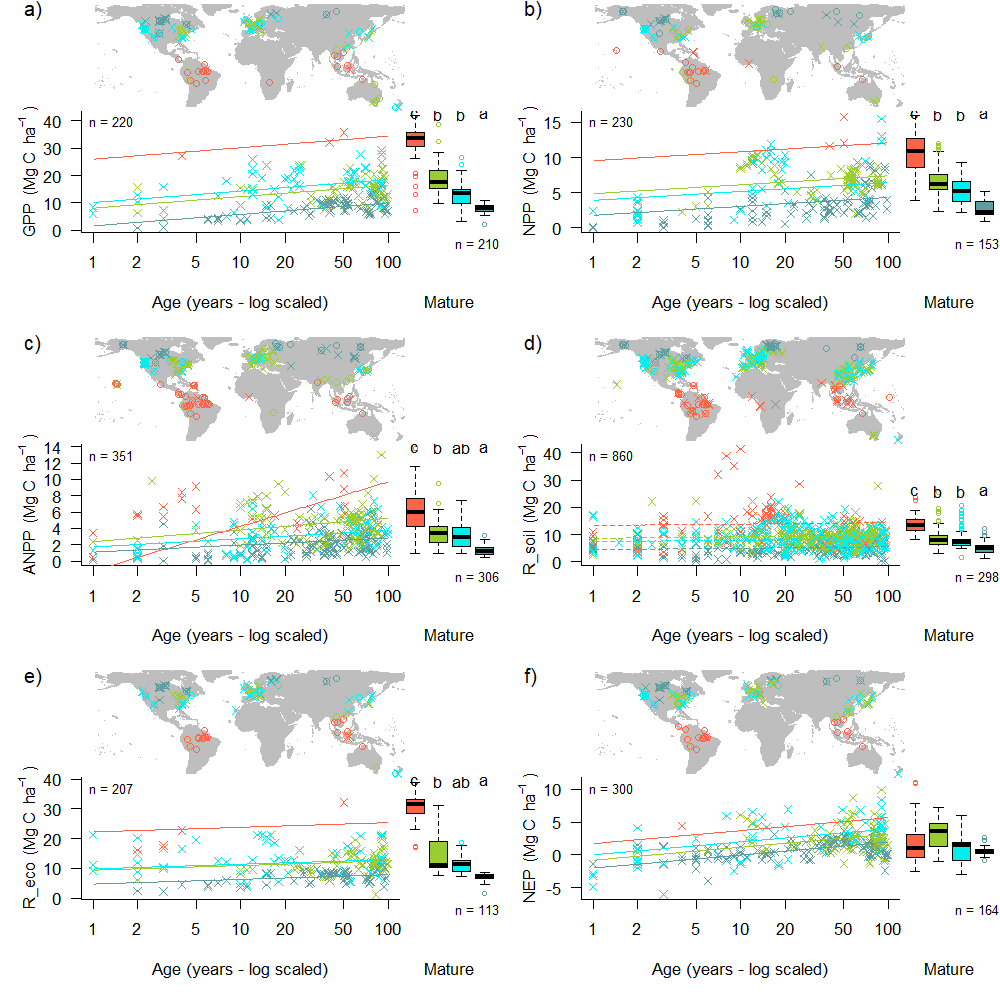 a)
GPP (Mg C ha⁻¹)
40
30
20
10
0
n = 220
c b b a
n = 210
1 2 5 10 20 50 100
Age (years - log scaled)
Mature
b)
NPP (Mg C ha⁻¹)
15
10
5
0
n = 230
c b b a
n = 153
1 2 5 10 20 50 100
Age (years - log scaled)
Mature
c)
ANPP (Mg C ha⁻¹)
14
12
10
8
6
4
2
0
n = 351
c b ab a
n = 306
1 2 5 10 20 50 100
Age (years - log scaled)
Mature
d)
R_soil (Mg C ha⁻¹)
40
30
20
10
0
n = 860
c b b a
n = 298
1 2 5 10 20 50 100
Age (years - log scaled)
Mature
e)
R_eco (Mg C ha⁻¹)
40
30
20
10
0
n = 207
c b ab a
n = 113
1 2 5 10 20 50 100
Age (years - log scaled)
Mature
f)
NEP (Mg C ha⁻¹)
10
5
0
-5
n = 300
n = 164
1 2 5 10 20 50 100
Age (years - log scaled)
Mature